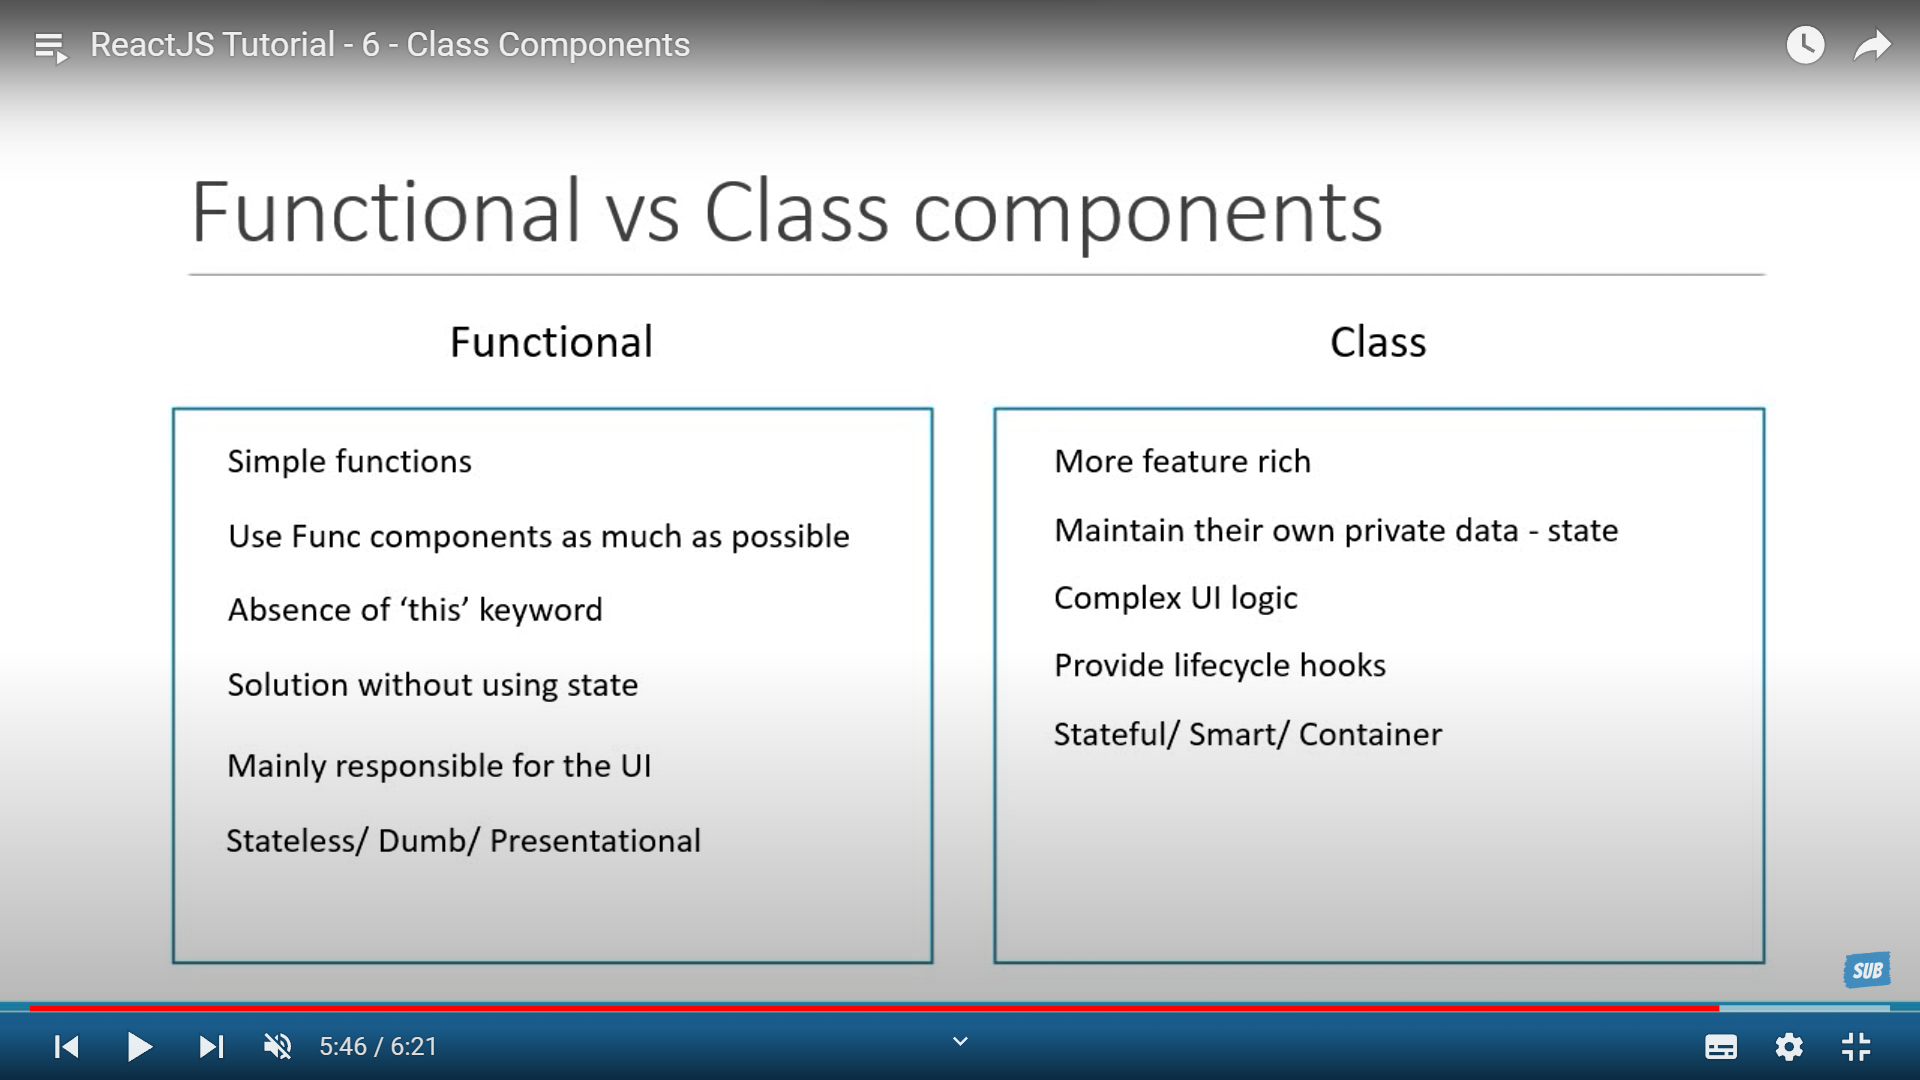 ReactJS Tutorial - 6 - Class Components
Functional vs Class components
Functional
Simple functions
Use Func components as much as possible
Absence of ‘this’ keyword
Solution without using state
Mainly responsible for the UI
Stateless/ Dumb/ Presentational
Class
More feature rich
Maintain their own private data - state
Complex UI logic
Provide lifecycle hooks
Stateful/ Smart/ Container
SUB
5:46 / 6:21